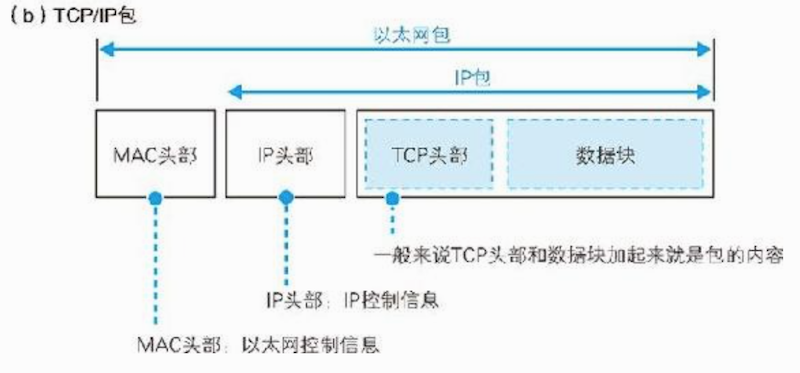 (b) TCP/IP包
以太网包
IP包
MAC头部 IP头部 TCP头部 数据块
一般来说TCP头部和数据块加起来就是包的内容
IP头部：IP控制信息
MAC头部：以太网控制信息